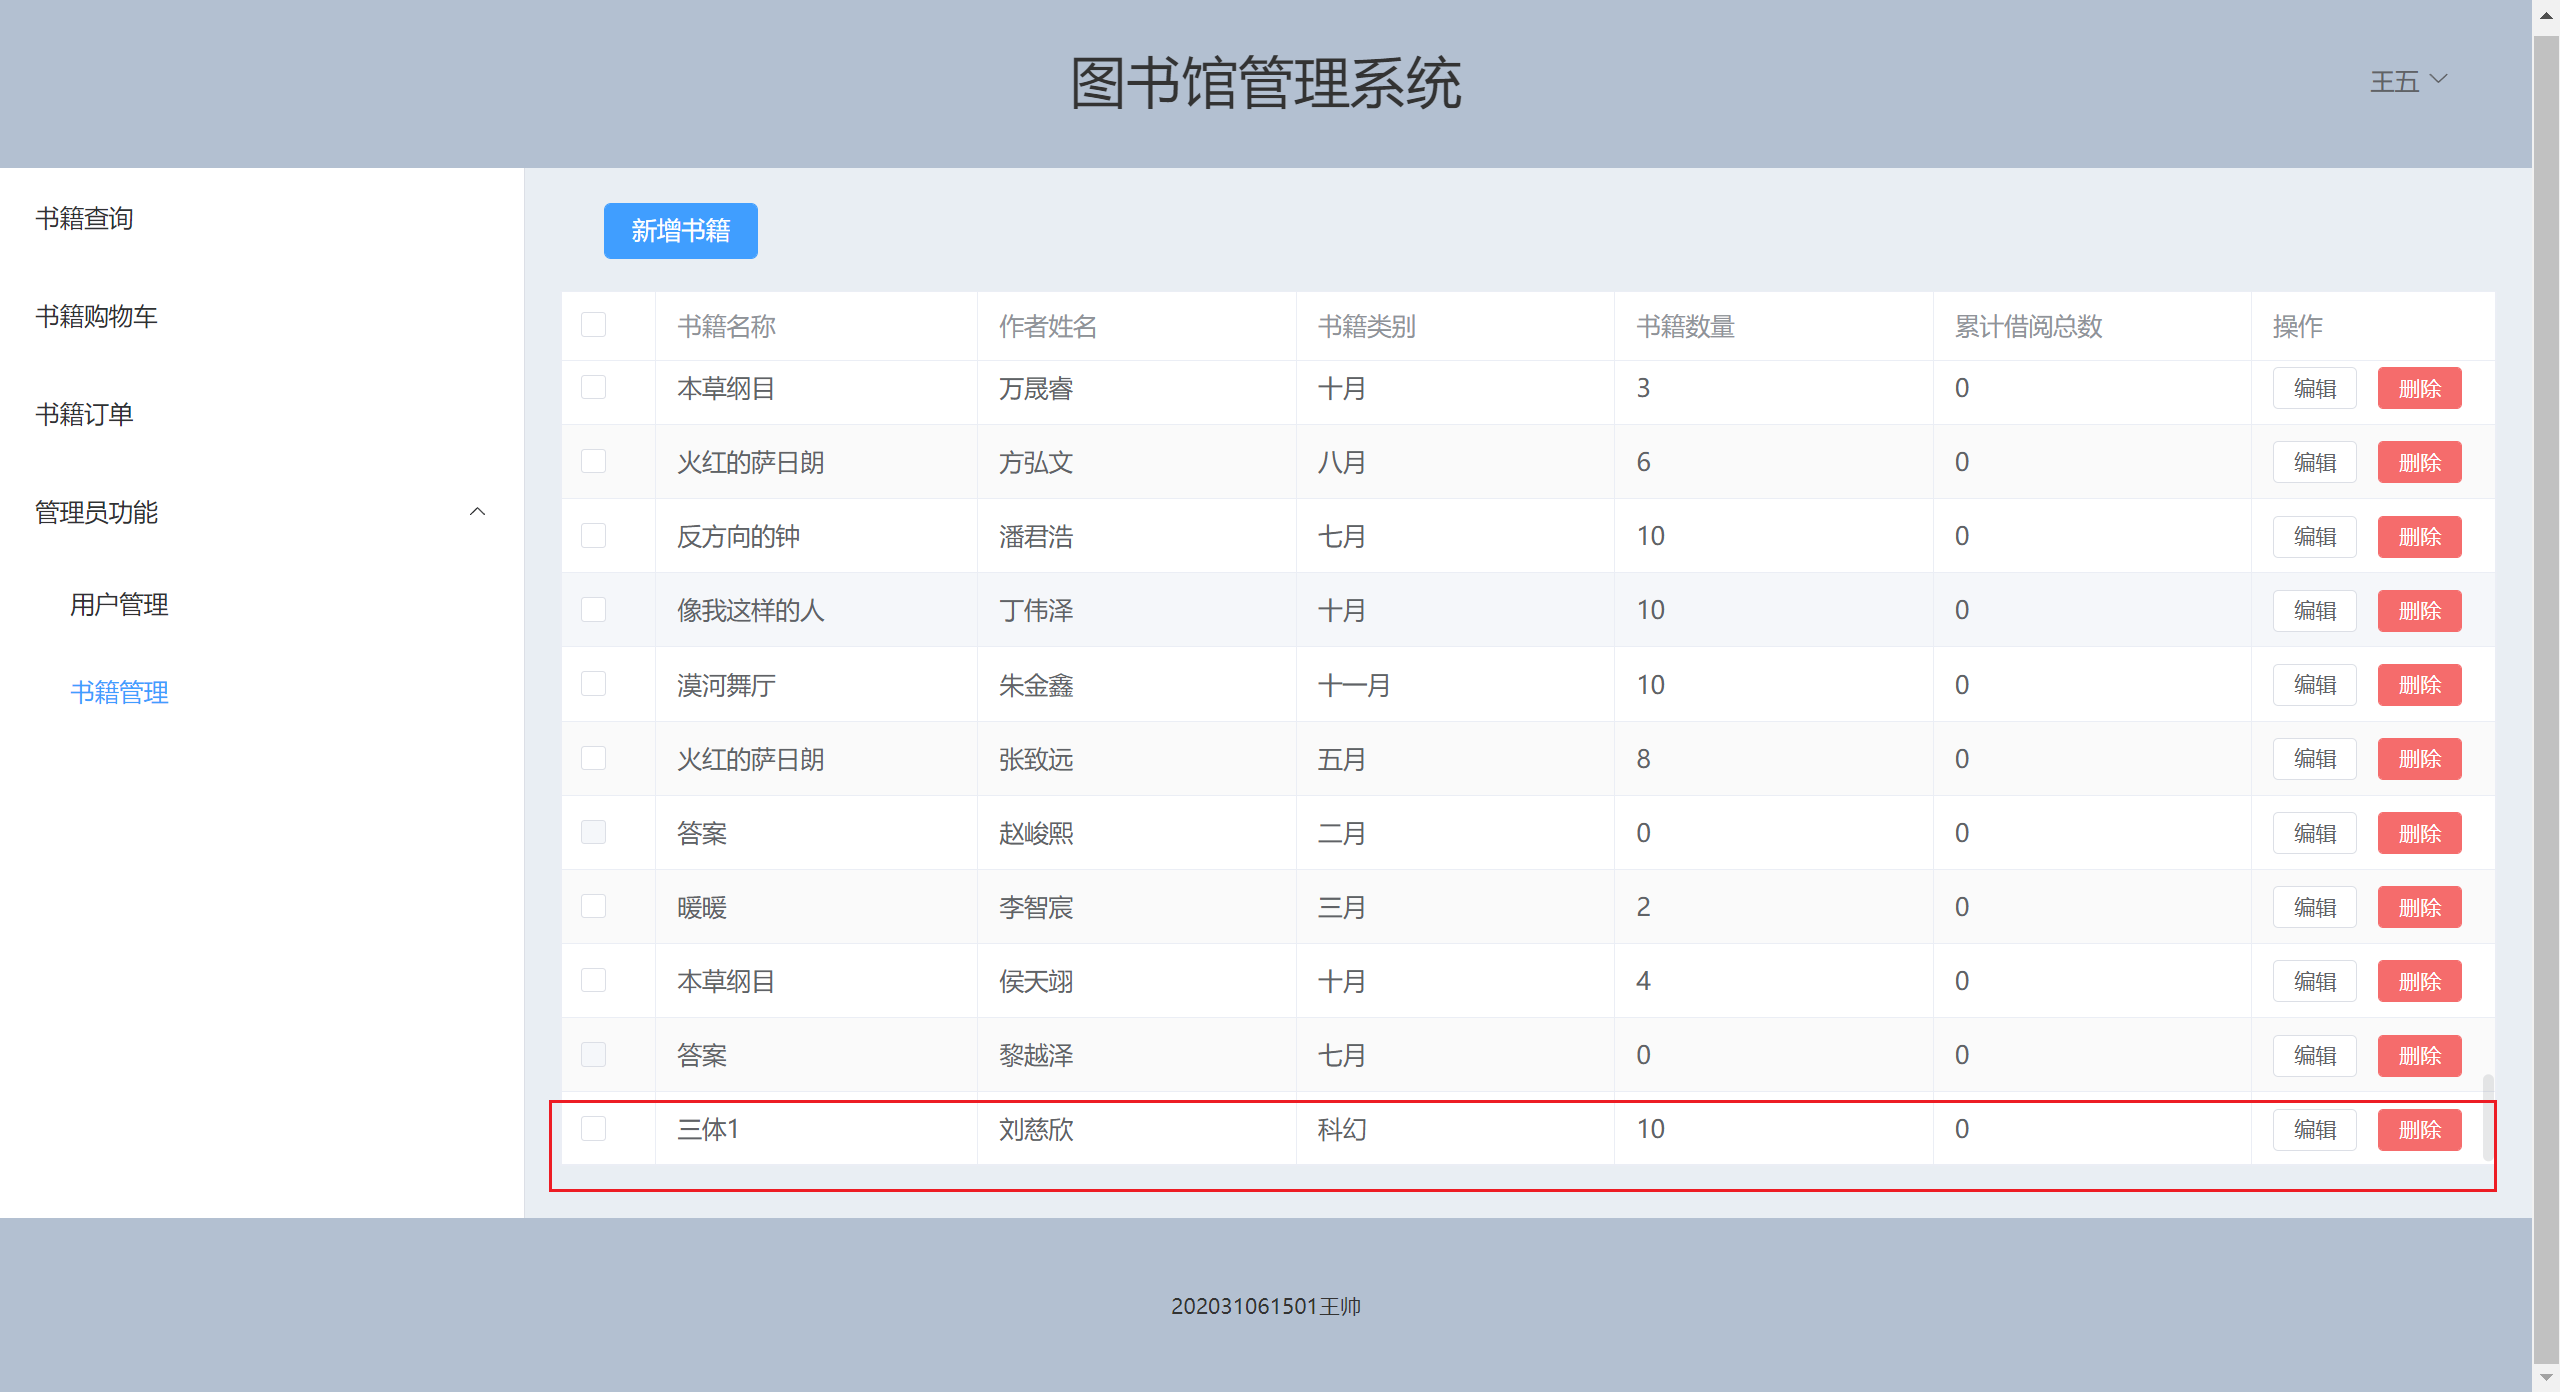 图书馆管理系统
王五
书籍查询
书籍购物车
书籍订单
管理员功能
用户管理
书籍管理
新增书籍
书籍名称 作者姓名 书籍类别 书籍数量 累计借阅总数 操作
本草纲目 万晟睿 十月 3 0 编辑 删除
火红的萨日朗 方弘文 八月 6 0 编辑 删除
反方向的钟 潘君浩 七月 10 0 编辑 删除
像我这样的人 丁伟泽 十月 10 0 编辑 删除
漠河舞厅 朱金鑫 十一月 10 0 编辑 删除
火红的萨日朗 张致远 五月 8 0 编辑 删除
答案 赵峻熙 二月 0 0 编辑 删除
暖暖 李智宸 三月 2 0 编辑 删除
本草纲目 侯天翊 十月 4 0 编辑 删除
答案 黎越泽 七月 0 0 编辑 删除
三体1 刘慈欣 科幻 10 0 编辑 删除
202031061501王帅